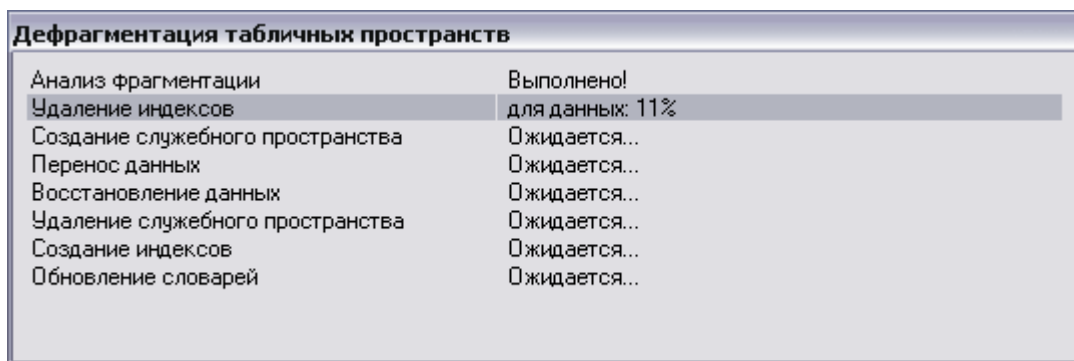 Дефрагментация табличных пространств
Анализ фрагментации Выполнено!
Удаление индексов для данных: 11%
Создание служебного пространства Ожидается...
Перенос данных Ожидается...
Восстановление данных Ожидается...
Удаление служебного пространства Ожидается...
Создание индексов Ожидается...
Обновление словарей Ожидается...